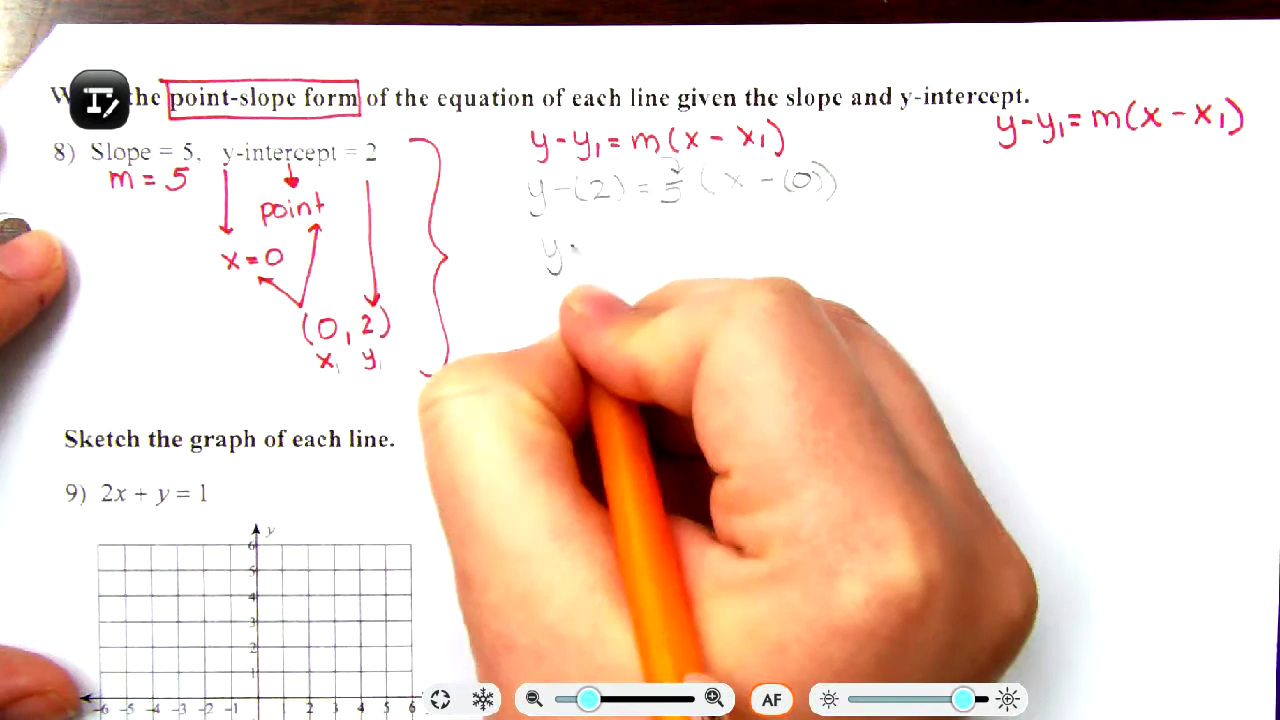 the point-slope form of the equation of each line given the slope and y-intercept.
y-y₁=m(x-x₁)
8) Slope = 5, y-intercept = 2
m = 5
point
x=0
(0, 2)
x₁ y₁
y-y₁=m(x-x₁)
y-(2)= (x-(0))
y
Sketch the graph of each line.
9) 2x + y = 1
y
6
5
4
3
2
1
-6 -5 -4 -3 -2 -1 1 2 3 4 5 6
AF